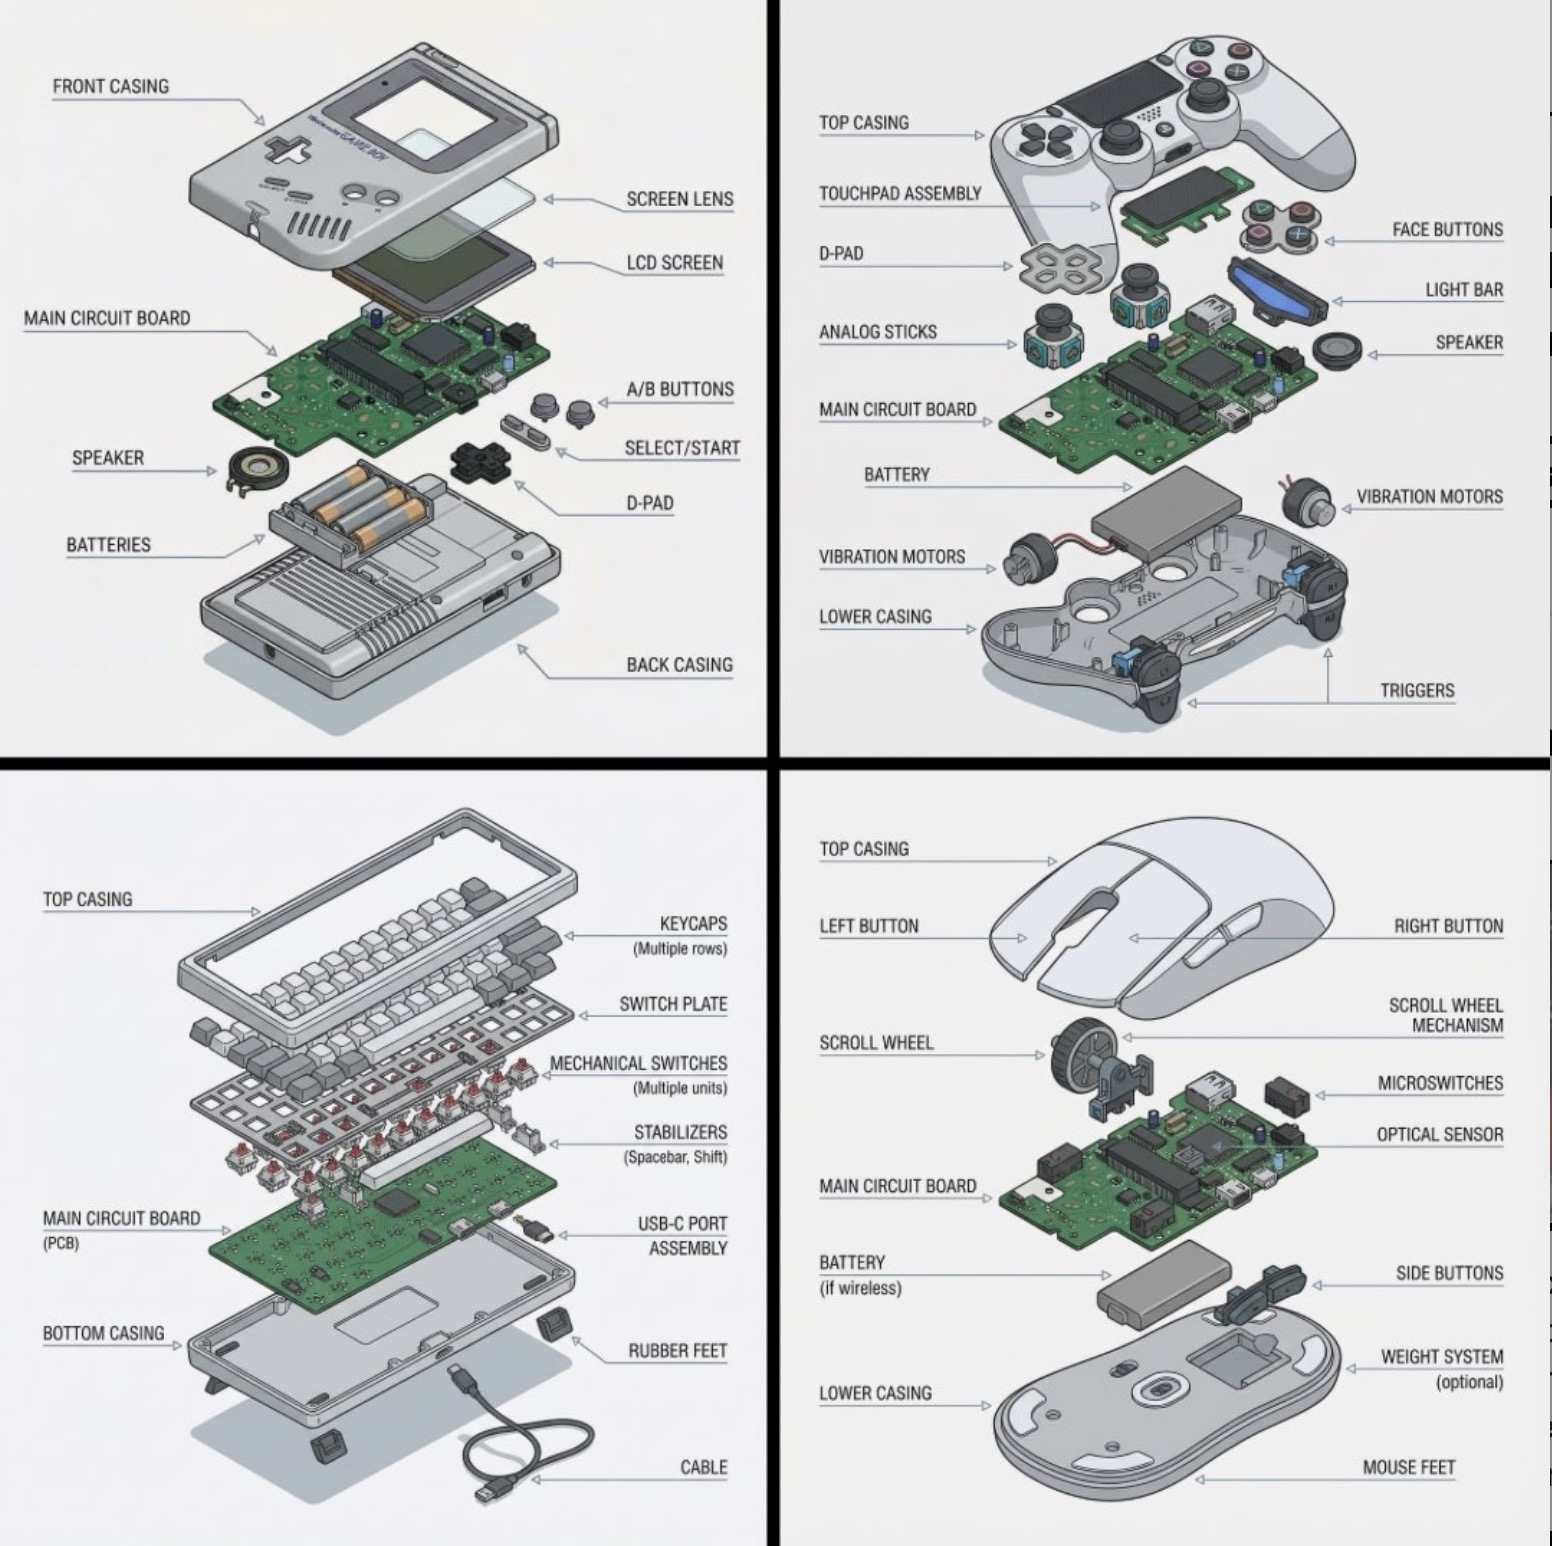 FRONT CASING
Nintendo GAME BOY
SCREEN LENS
LCD SCREEN
MAIN CIRCUIT BOARD
A/B BUTTONS
SELECT/START
SPEAKER
D-PAD
BATTERIES
BACK CASING
TOP CASING
TOUCHPAD ASSEMBLY
FACE BUTTONS
D-PAD
LIGHT BAR
ANALOG STICKS
SPEAKER
MAIN CIRCUIT BOARD
BATTERY
VIBRATION MOTORS
VIBRATION MOTORS
LOWER CASING
TRIGGERS
TOP CASING
KEYCAPS
(Multiple rows)
SWITCH PLATE
MECHANICAL SWITCHES
(Multiple units)
STABILIZERS
(Spacebar, Shift)
MAIN CIRCUIT BOARD
(PCB)
USB-C PORT
ASSEMBLY
BOTTOM CASING
RUBBER FEET
CABLE
TOP CASING
LEFT BUTTON
RIGHT BUTTON
SCROLL WHEEL
MECHANISM
SCROLL WHEEL
MICROSWITCHES
OPTICAL SENSOR
MAIN CIRCUIT BOARD
BATTERY
(if wireless)
SIDE BUTTONS
WEIGHT SYSTEM
(optional)
LOWER CASING
MOUSE FEET